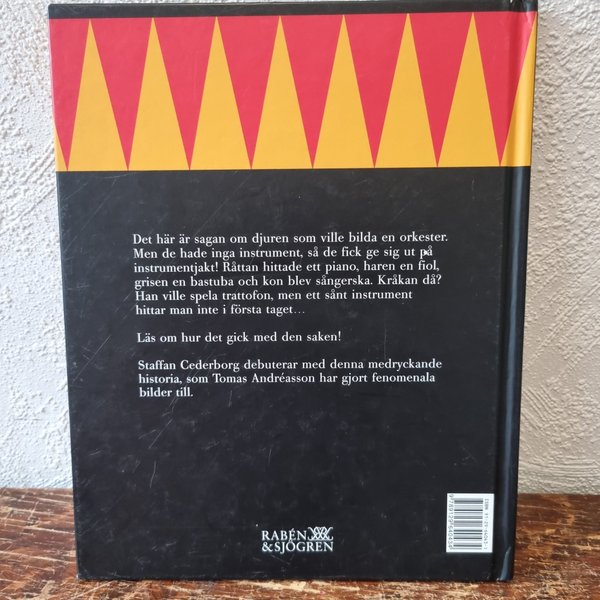 Det här är sagan om djuren som ville bilda en orkester.
Men de hade inga instrument, så de fick ge sig ut på
instrumentjakt! Råttan hittade ett piano, haren en fiol,
grisen en bastuba och kon blev sångerska. Kråkan då?
Han ville spela trattofon, men ett sånt instrument
hittar man inte i första taget…
Läs om hur det gick med den saken!
Staffan Cederborg debuterar med denna medryckande
historia, som Tomas Andréasson har gjort fenomenala
bilder till.
RABÉN
&SJÖGREN